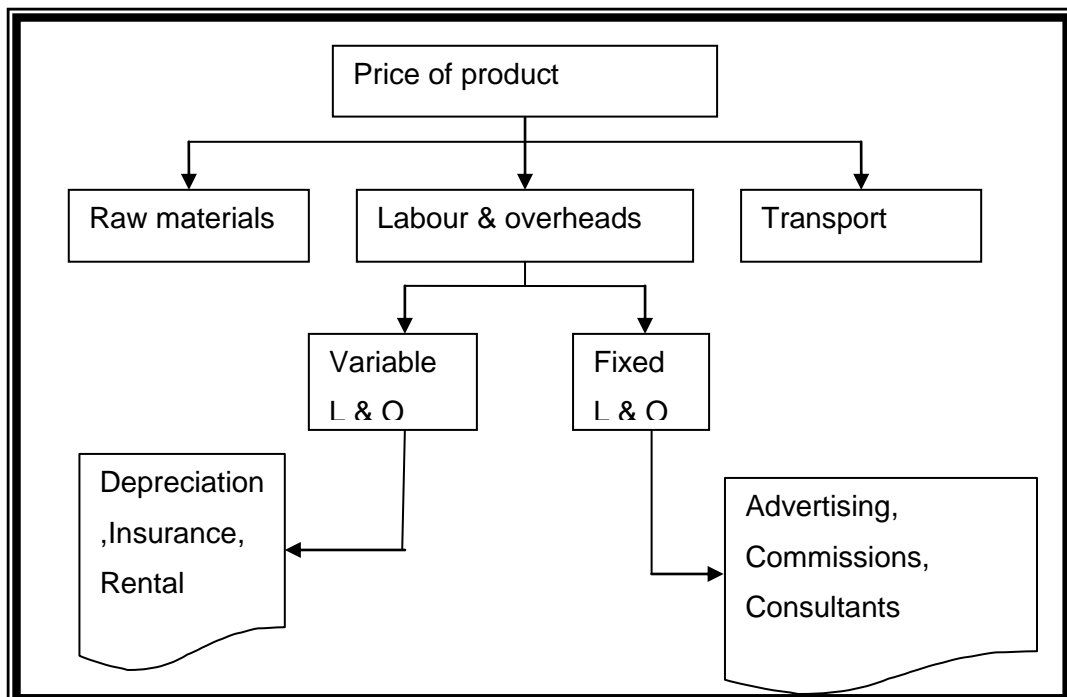 Price of product
Raw materials
Labour & overheads
Transport
Variable
L & O
Fixed
L & O
Depreciation
,Insurance,
Rental
Advertising,
Commissions,
Consultants